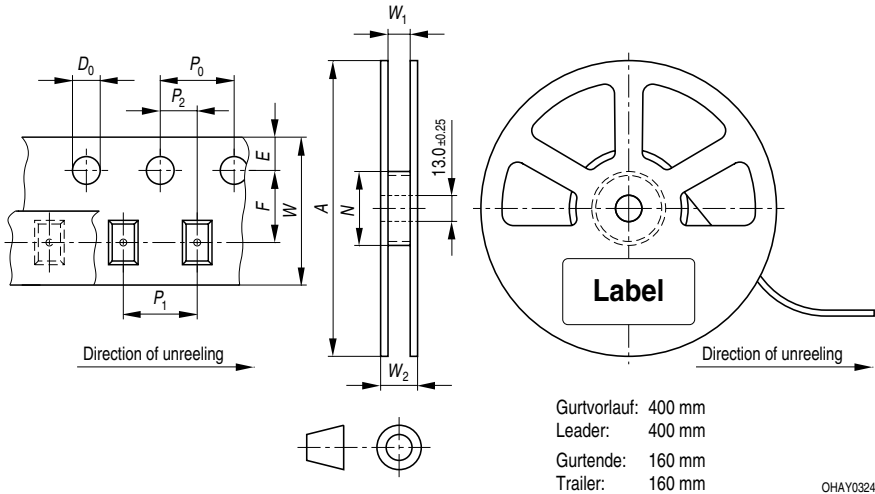 W1
D0
P0
P2
E
F
W
A
N
13.0±0.25
Label
P1
W2
Direction of unreeling
Direction of unreeling
Gurtvorlauf: 400 mm
Leader: 400 mm
Gurtende: 160 mm
Trailer: 160 mm
OHAY0324